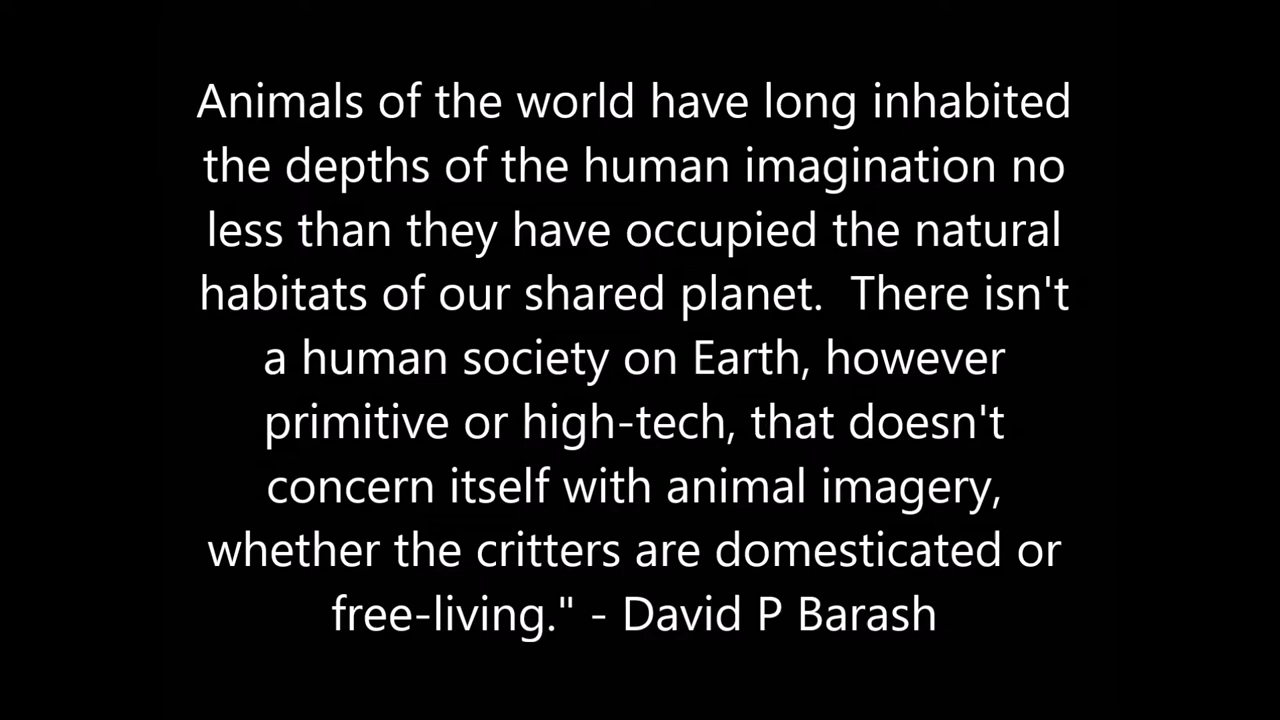 Animals of the world have long inhabited
the depths of the human imagination no
less than they have occupied the natural
habitats of our shared planet.  There isn't
a human society on Earth, however
primitive or high-tech, that doesn't
concern itself with animal imagery,
whether the critters are domesticated or
free-living." - David P Barash